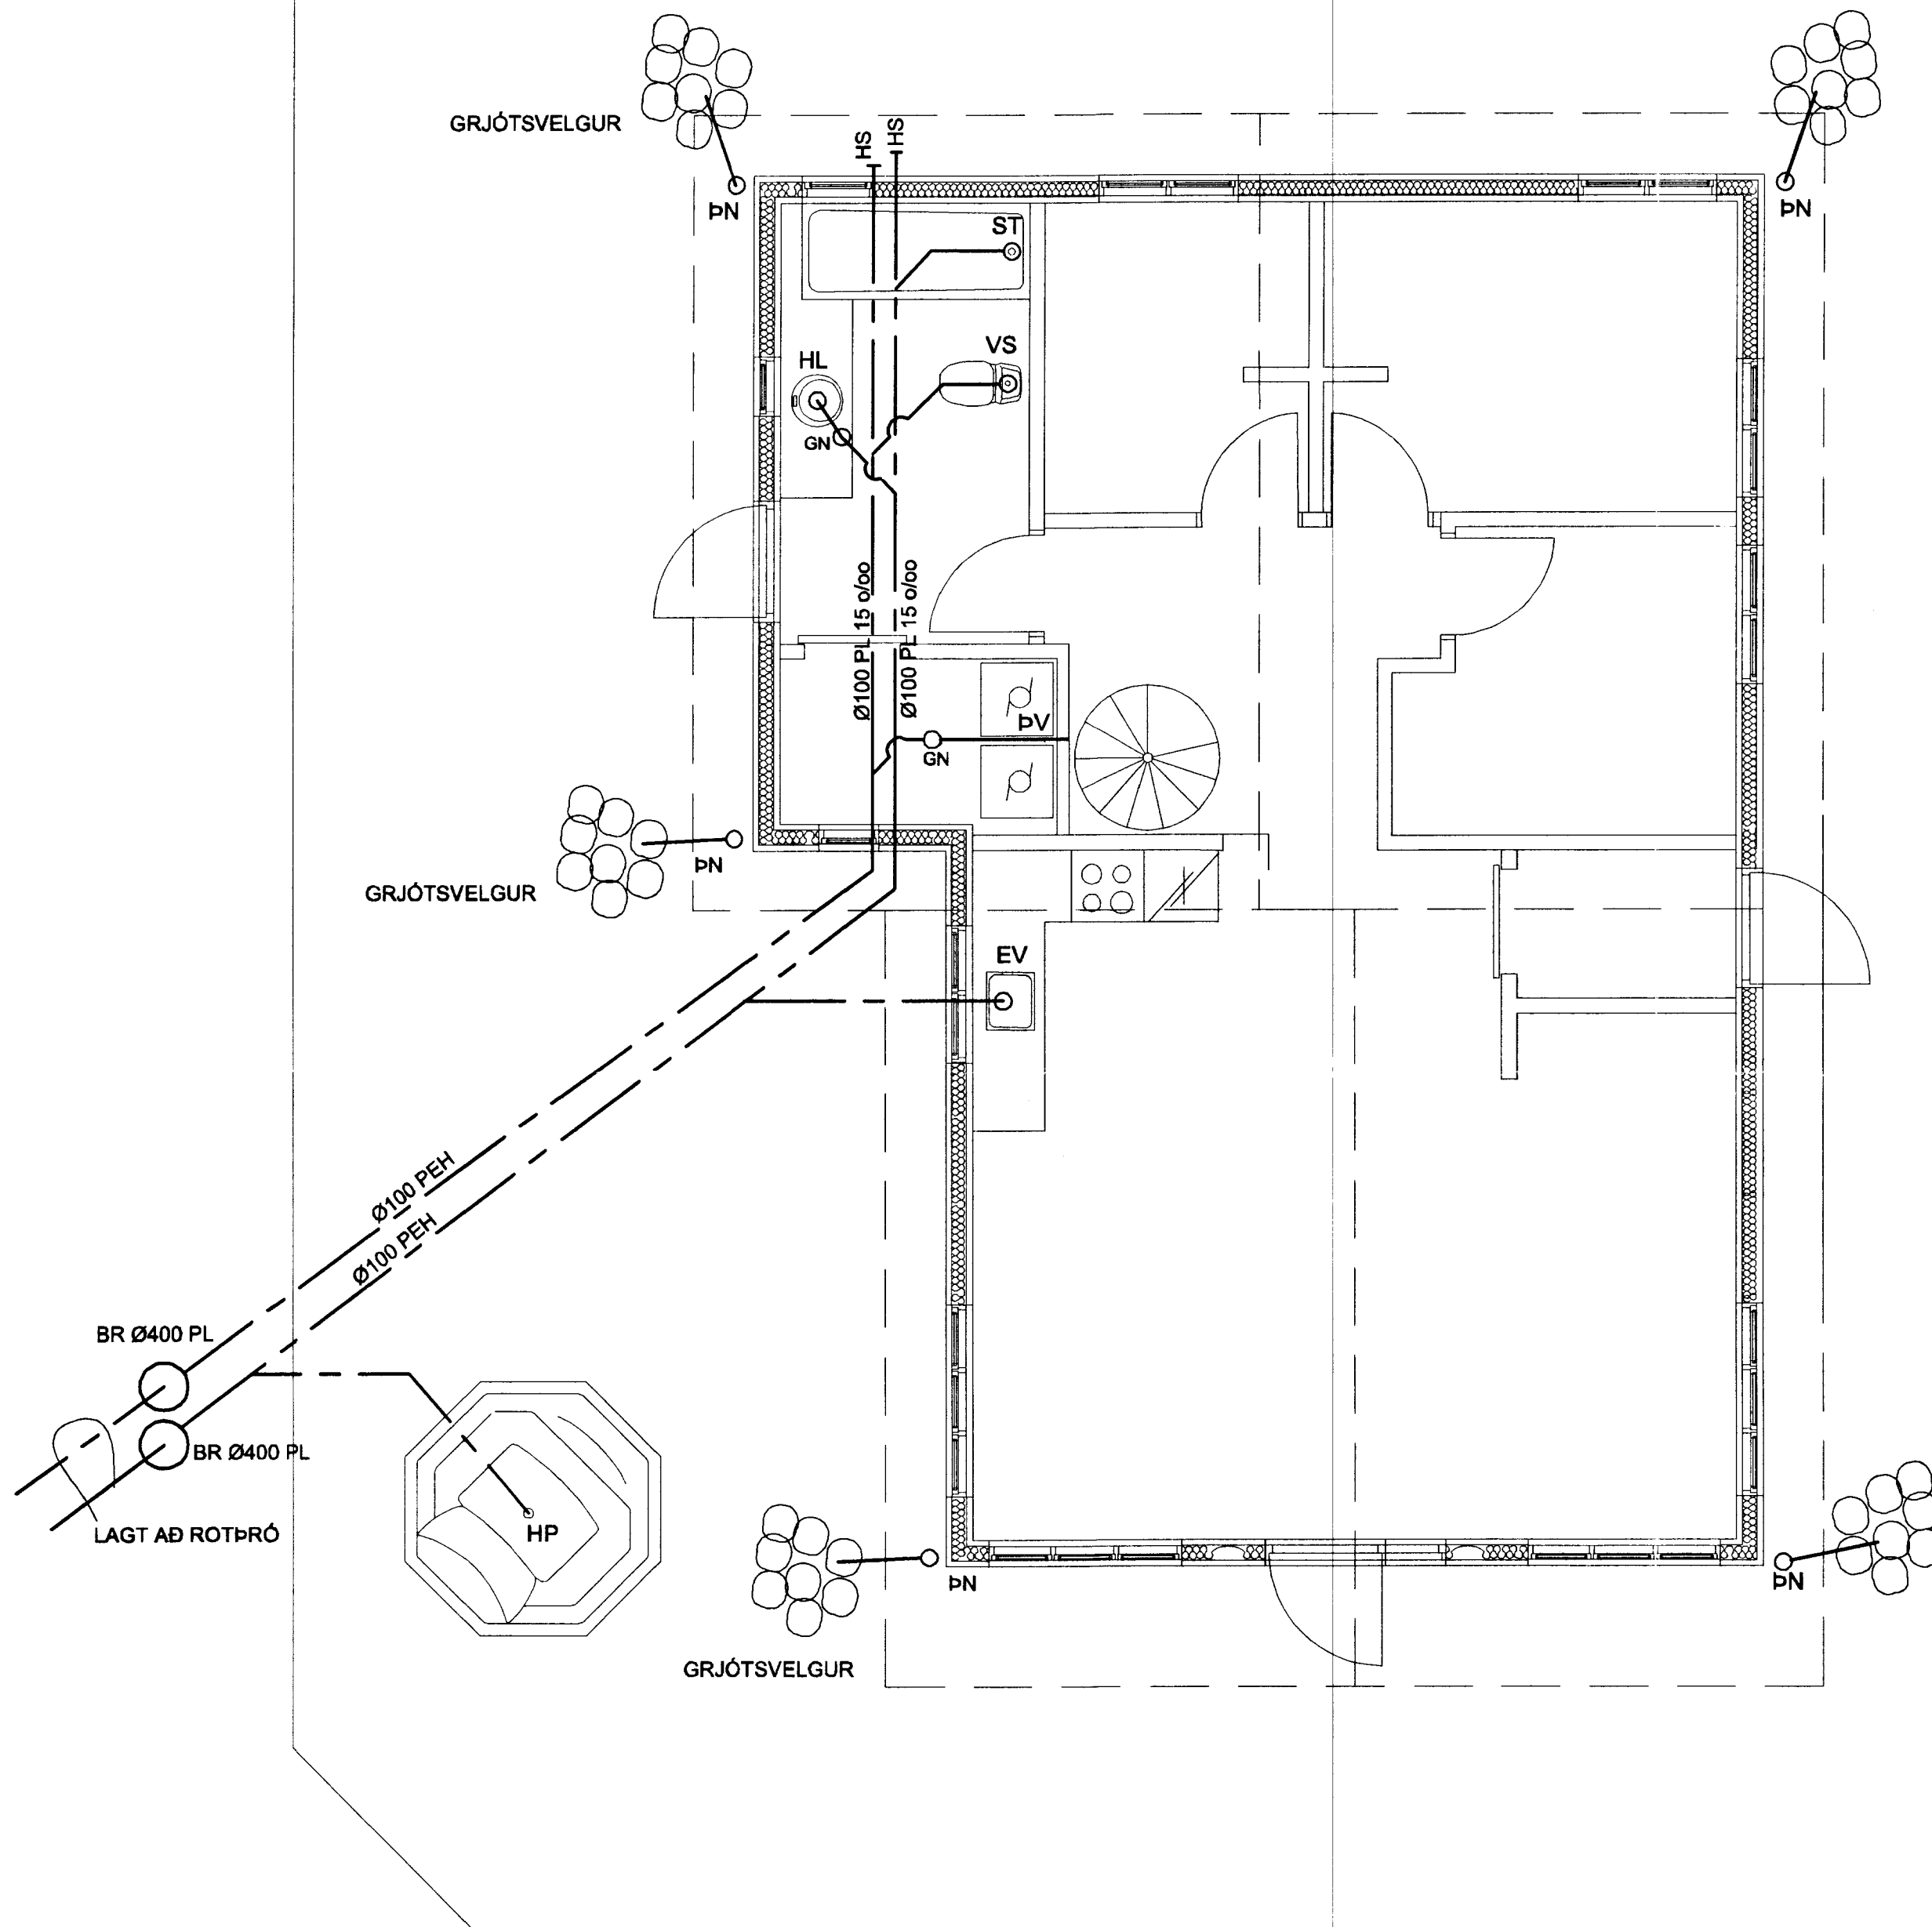 GRJÓTSVELGUR
HS
HS
ÞN
ÞN
ST
VS
HL
GN
Ø100 PL 15 o/oo
Ø100 PL 15 o/oo
ÞV
GN
ÞN
GRJÓTSVELGUR
EV
Ø100 PEH
Ø100 PEH
BR Ø400 PL
BR Ø400 PL
LAGT AÐ ROTÞRÓ
HP
ÞN
ÞN
GRJÓTSVELGUR